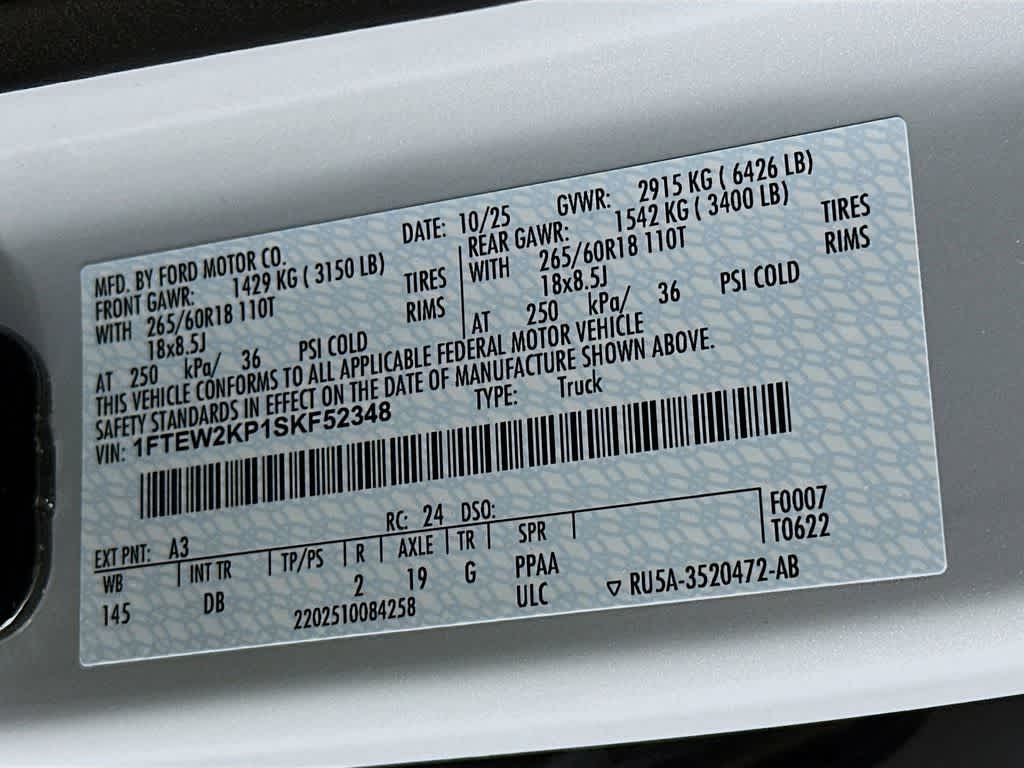 MFD. BY FORD MOTOR CO. DATE: 10/25 GVWR: 2915 KG ( 6426 LB)
FRONT GAWR: 1429 KG ( 3150 LB) REAR GAWR: 1542 KG ( 3400 LB)
WITH 265/60R18 110T TIRES WITH 265/60R18 110T TIRES
18x8.5J RIMS 18x8.5J RIMS
AT 250 kPa/ 36 PSI COLD AT 250 kPa/ 36 PSI COLD
THIS VEHICLE CONFORMS TO ALL APPLICABLE FEDERAL MOTOR VEHICLE
SAFETY STANDARDS IN EFFECT ON THE DATE OF MANUFACTURE SHOWN ABOVE.
VIN: 1FTEW2KP1SKF52348 TYPE: Truck
EXT PNT: A3 RC: 24 DSO: F0007
WB INT TR TP/PS R AXLE TR SPR T0622
145 DB 2 19 G PPAA
2202510084258 ULC ▽ RU5A-3520472-AB